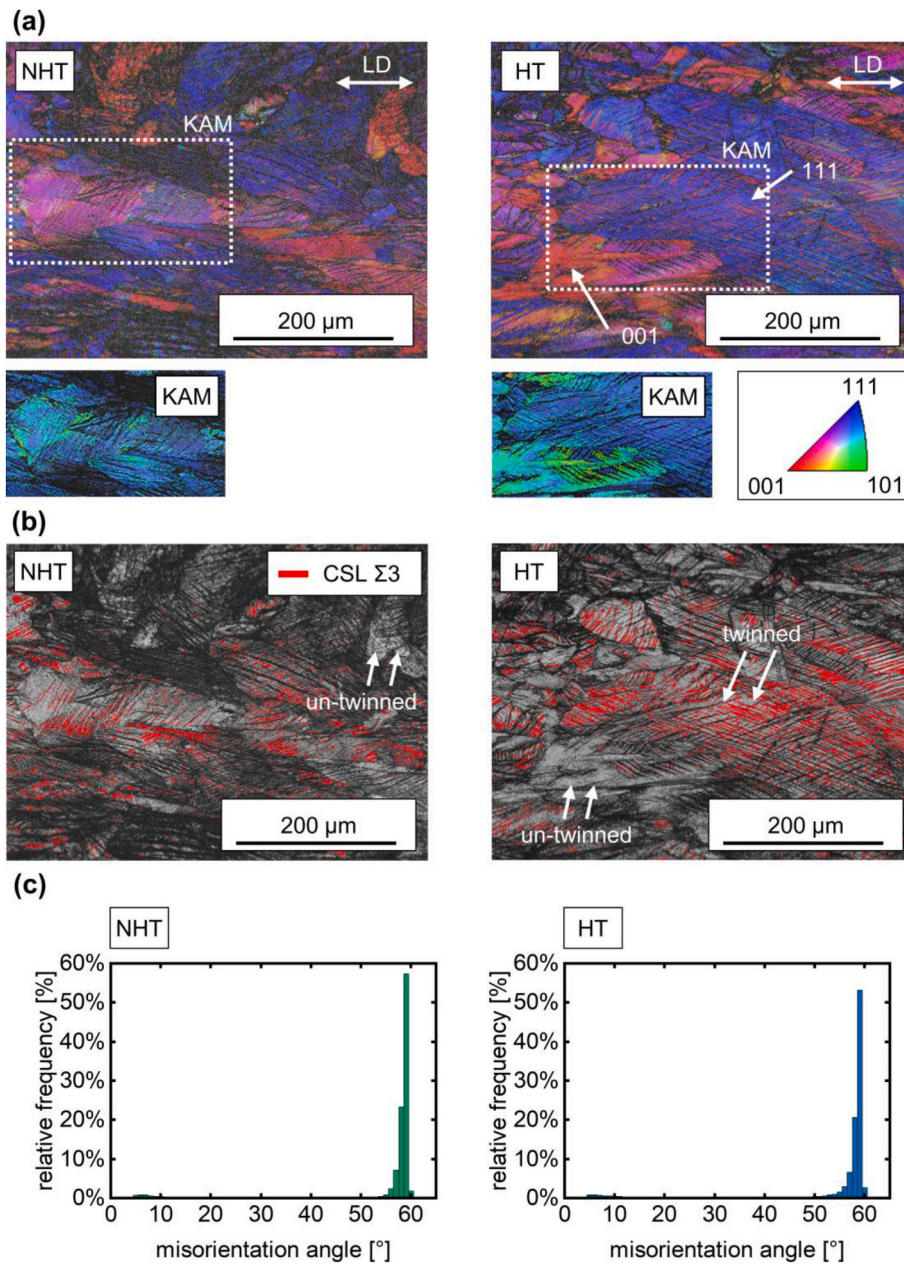 (a)
NHT
LD
KAM
200 μm
HT
LD
KAM
111
001
200 μm
KAM
KAM
111
001
101
(b)
NHT
CSL Σ3
un-twinned
200 μm
HT
twinned
un-twinned
200 μm
(c)
NHT
relative frequency [%]
60%
50%
40%
30%
20%
10%
0%
0 10 20 30 40 50 60
misorientation angle [°]
HT
relative frequency [%]
60%
50%
40%
30%
20%
10%
0%
0 10 20 30 40 50 60
misorientation angle [°]